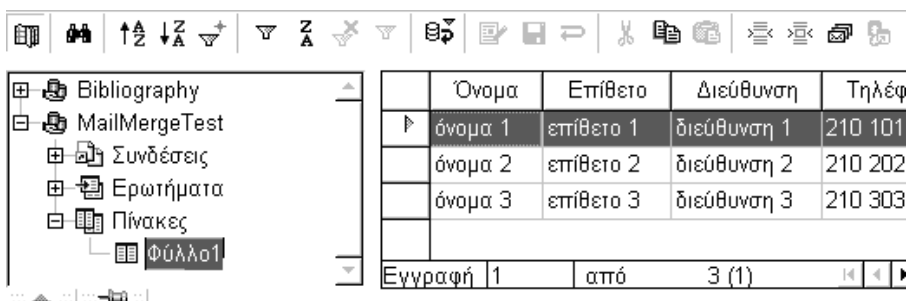 Bibliography
MailMergeTest
Συνδέσεις
Ερωτήματα
Πίνακες
Φύλλο1
Όνομα Επίθετο Διεύθυνση Τηλέφ
όνομα 1 επίθετο 1 διεύθυνση 1 210 101
όνομα 2 επίθετο 2 διεύθυνση 2 210 202
όνομα 3 επίθετο 3 διεύθυνση 3 210 303
Εγγραφή 1 από 3 (1)